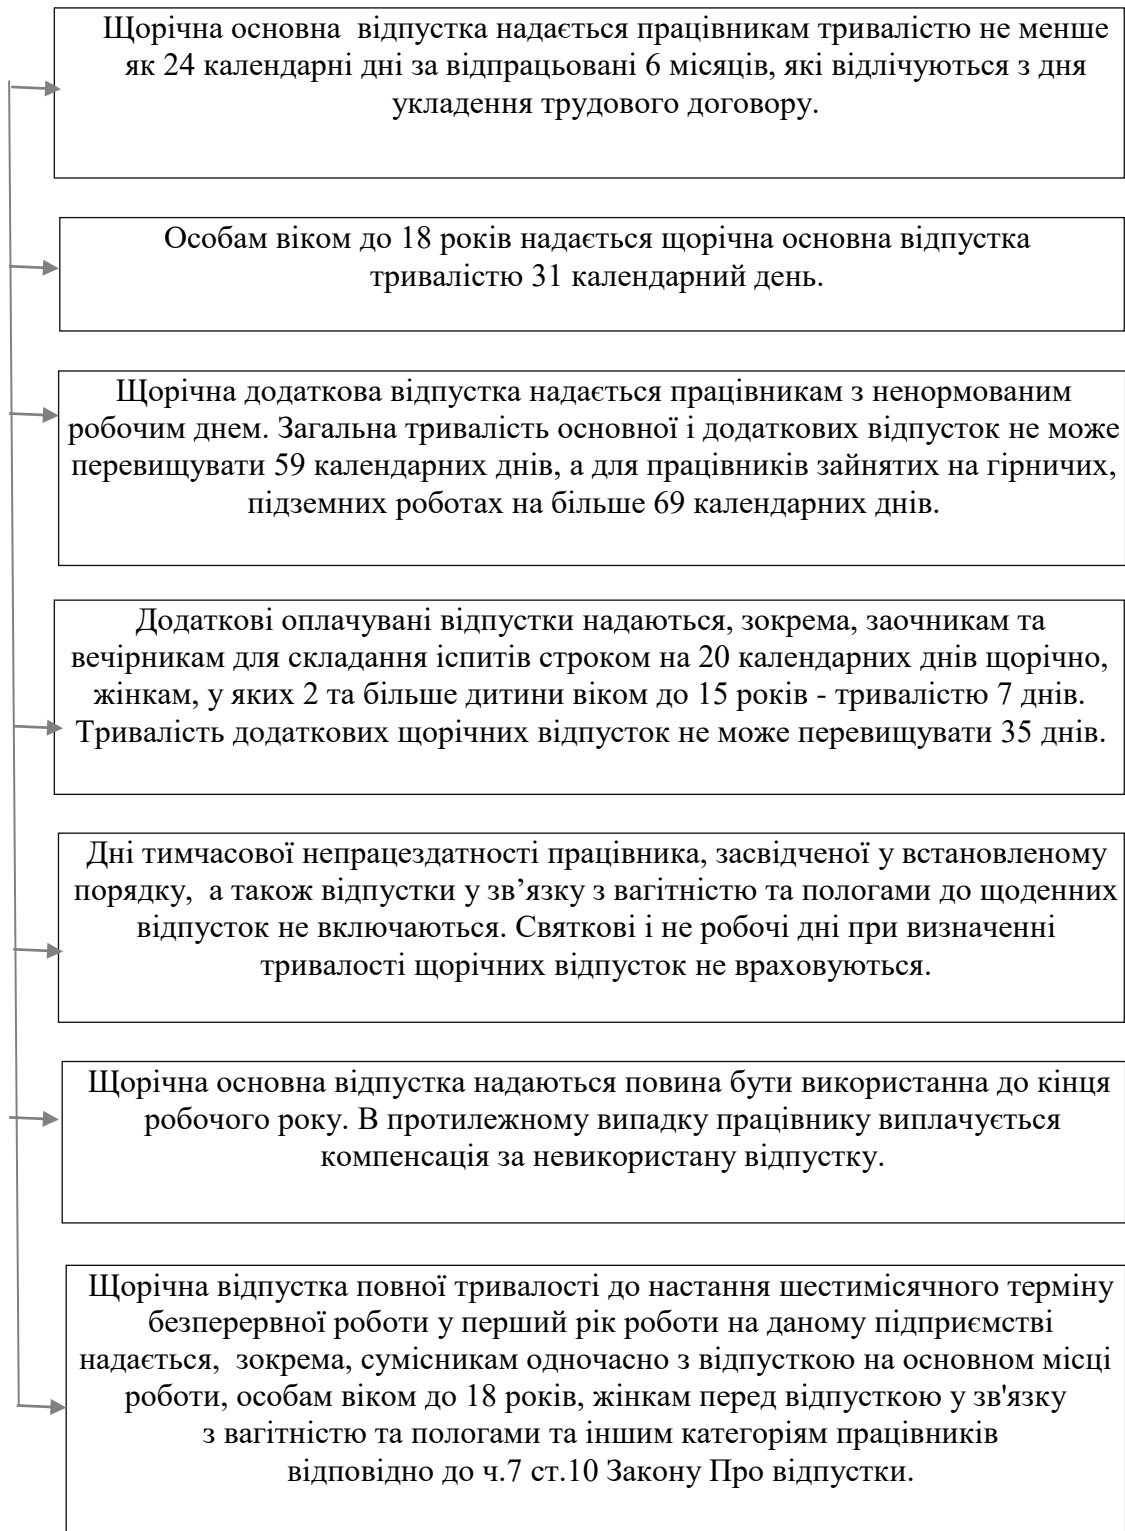 Щорічна основна  відпустка надається працівникам тривалістю не менше
як 24 календарні дні за відпрацьовані 6 місяців, які відлічуються з дня
укладення трудового договору.
Особам віком до 18 років надається щорічна основна відпустка
тривалістю 31 календарний день.
Щорічна додаткова відпустка надається працівникам з ненормованим
робочим днем. Загальна тривалість основної і додаткових відпусток не може
перевищувати 59 календарних днів, а для працівників зайнятих на гірничих,
підземних роботах на більше 69 календарних днів.
Додаткові оплачувані відпустки надаються, зокрема, заочникам та
вечірникам для складання іспитів строком на 20 календарних днів щорічно,
жінкам, у яких 2 та більше дитини віком до 15 років - тривалістю 7 днів.
Тривалість додаткових щорічних відпусток не може перевищувати 35 днів.
Дні тимчасової непрацездатності працівника, засвідченої у встановленому
порядку,  а також відпустки у зв’язку з вагітністю та пологами до щоденних
відпусток не включаються. Святкові і не робочі дні при визначенні
тривалості щорічних відпусток не враховуються.
Щорічна основна відпустка надаються повина бути використанна до кінця
робочого року. В протилежному випадку працівнику виплачується
компенсація за невикористану відпустку.
Щорічна відпустка повної тривалості до настання шестимісячного терміну
безперервної роботи у перший рік роботи на даному підприємстві
надається,  зокрема, сумісникам одночасно з відпусткою на основном місці
роботи, особам віком до 18 років, жінкам перед відпусткою у зв'язку
з вагітністю та пологами та іншим категоріям працівників
відповідно до ч.7 ст.10 Закону Про відпустки.